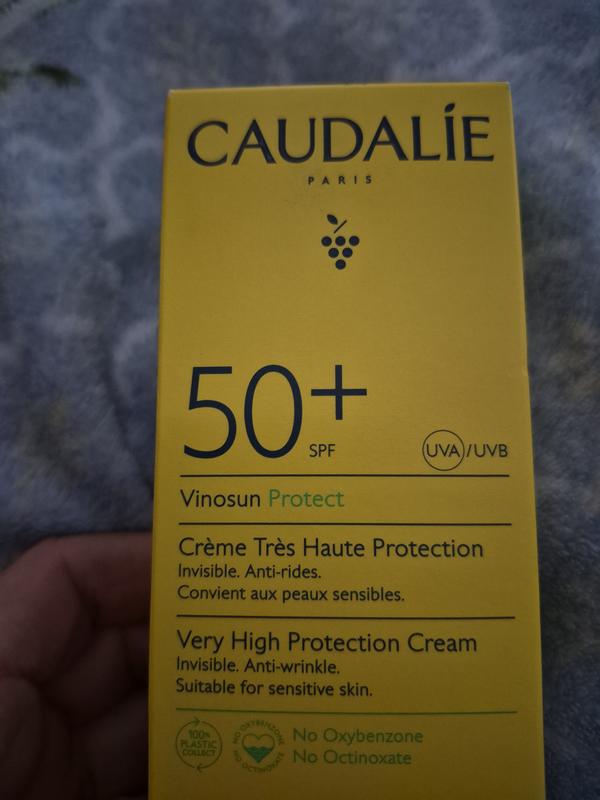 CAUDALÍE
PARIS
50+
SPF
UVA/UVB
Vinosun Protect
Crème Très Haute Protection
Invisible. Anti-rides.
Convient aux peaux sensibles.
Very High Protection Cream
Invisible. Anti-wrinkle.
Suitable for sensitive skin.
100%
PLASTIC
COLLECT
NO OXYBENZONE
NO OCTINOXATE
No Oxybenzone
No Octinoxate